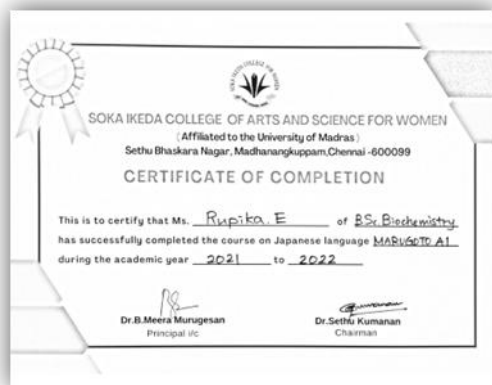 SOKA IKEDA COLLEGE OF ARTS AND SCIENCE FOR WOMEN
(Affiliated to the University of Madras)
Sethu Bhaskara Nagar, Madhanangkuppam,Chennai -600099
CERTIFICATE OF COMPLETION
This is to certify that Ms. Rupika.E of BSc.Biochemistry
has successfully completed the course on Japanese language MARUGOTO A1
during the academic year 2021 to 2022
Dr.B.Meera Murugesan
Principal i/c
Dr.Sethu Kumanan
Chairman